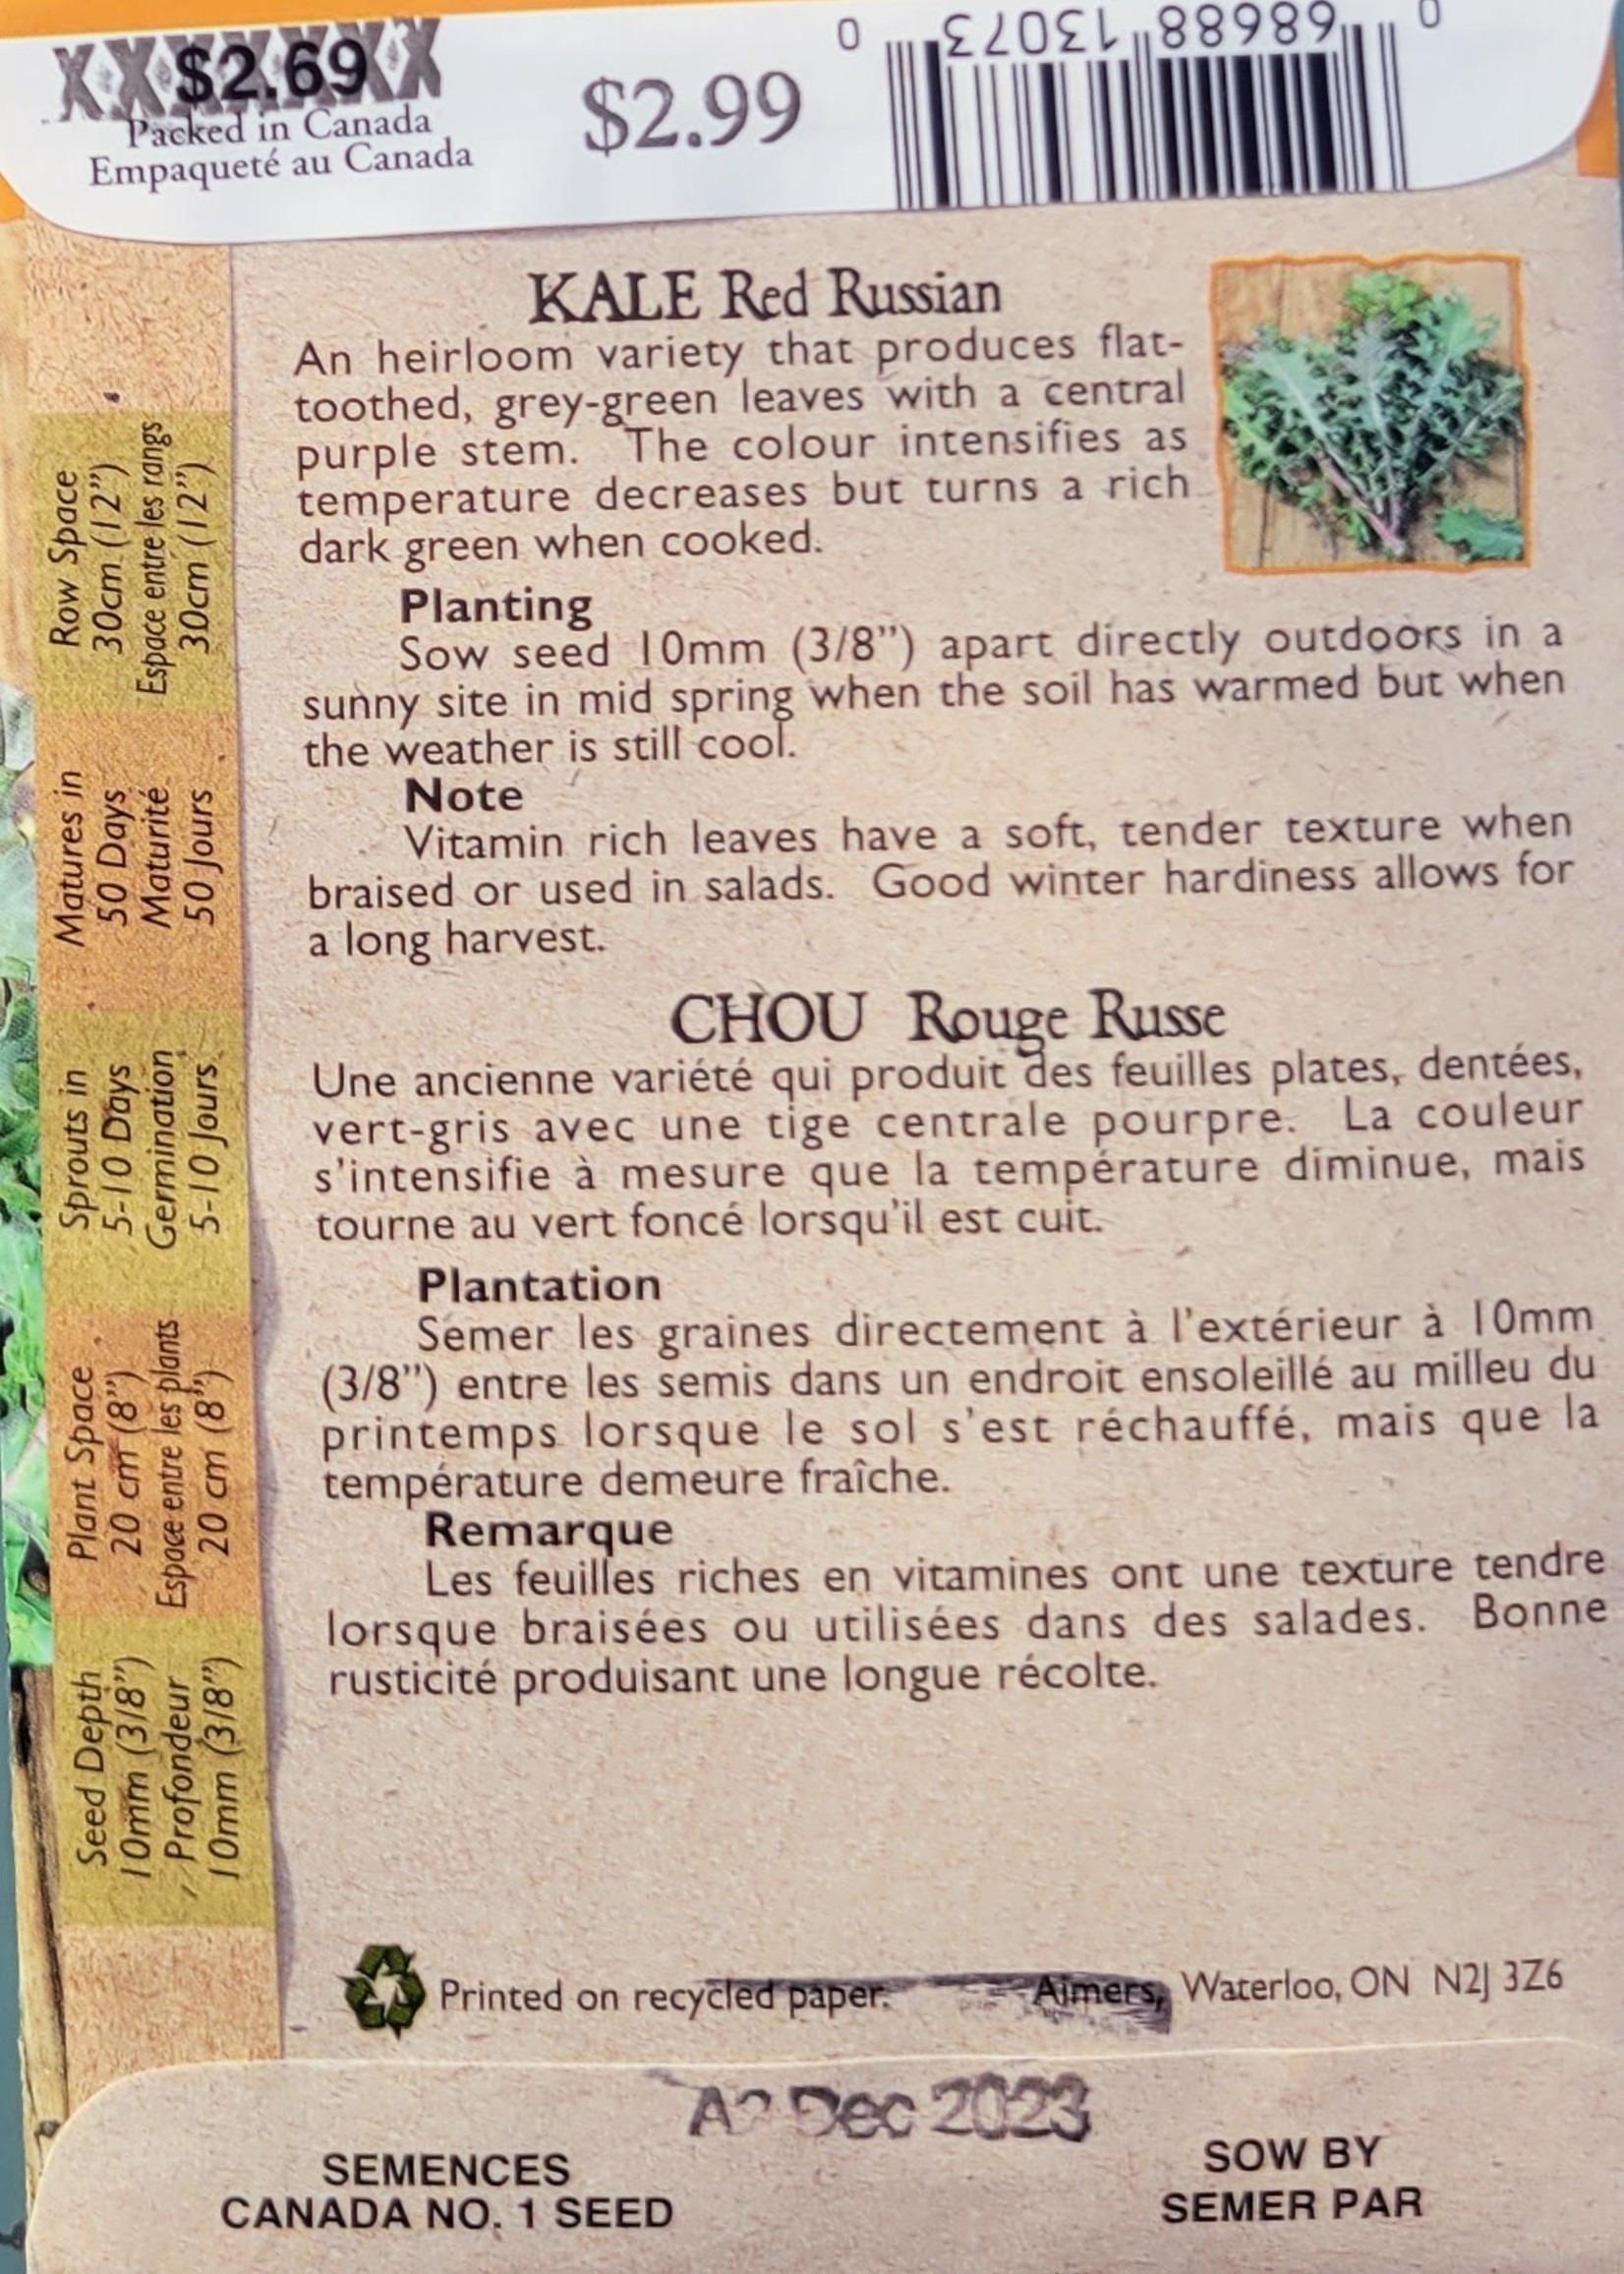 $2.69
Packed in Canada
Empaqueté au Canada
$2.99
0 68688 13073 0
KALE Red Russian
An heirloom variety that produces flat-
toothed, grey-green leaves with a central
purple stem. The colour intensifies as
temperature decreases but turns a rich
dark green when cooked.
Planting
Sow seed 10mm (3/8") apart directly outdoors in a
sunny site in mid spring when the soil has warmed but when
the weather is still cool.
Note
Vitamin rich leaves have a soft, tender texture when
braised or used in salads. Good winter hardiness allows for
a long harvest.
CHOU Rouge Russe
Une ancienne variété qui produit des feuilles plates, dentées,
vert-gris avec une tige centrale pourpre. La couleur
s'intensifie à mesure que la température diminue, mais
tourne au vert foncé lorsqu'il est cuit.
Plantation
Semer les graines directement à l'extérieur à 10mm
(3/8") entre les semis dans un endroit ensoleillé au milleu du
printemps lorsque le sol s'est réchauffé, mais que la
température demeure fraîche.
Remarque
Les feuilles riches en vitamines ont une texture tendre
lorsque braisées ou utilisées dans des salades. Bonne
rusticité produisant une longue récolte.
Seed Depth
10mm (3/8")
Profondeur
10mm (3/8")
Plant Space
20 cm (8")
Espace entre les plants
20 cm (8")
Sprouts in
5-10 Days
Germination
5-10 Jours
Matures in
50 Days
Maturité
50 Jours
Row Space
30cm (12")
Espace entre les rangs
30cm (12")
Printed on recycled paper.
Aimers, Waterloo, ON N2J 3Z6
Dec 2023
SEMENCES
CANADA NO. 1 SEED
SOW BY
SEMER PAR